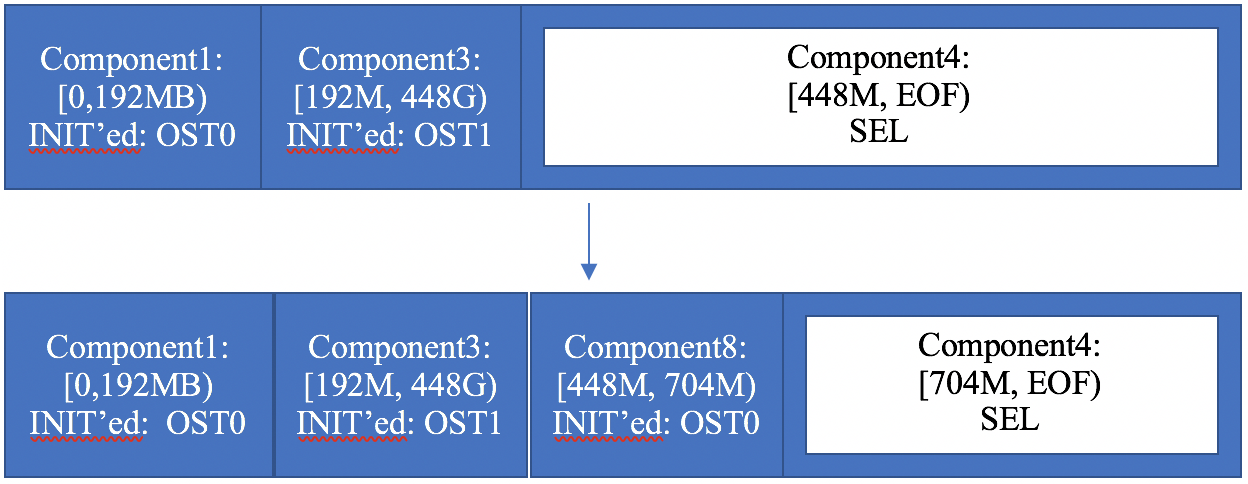 Component1:
[0,192MB)
INIT’ed: OST0
Component3:
[192M, 448G)
INIT’ed: OST1
Component4:
[448M, EOF)
SEL
Component1:
[0,192MB)
INIT’ed: OST0
Component3:
[192M, 448G)
INIT’ed: OST1
Component8:
[448M, 704M)
INIT’ed: OST0
Component4:
[704M, EOF)
SEL